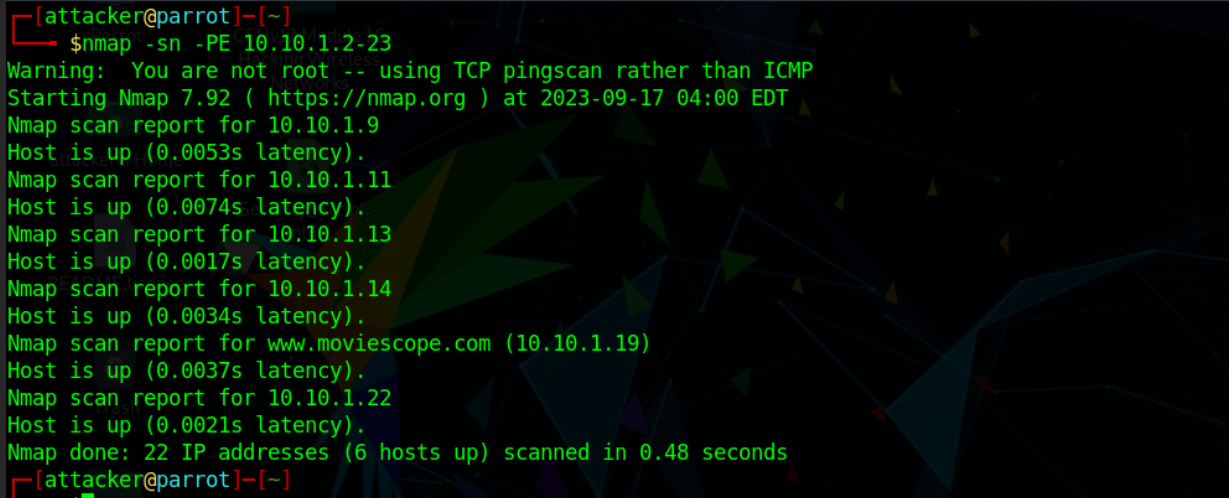 ┌─[attacker@parrot]─[~]
└──╼ $nmap -sn -PE 10.10.1.2-23
Warning:  You are not root -- using TCP pingscan rather than ICMP
Starting Nmap 7.92 ( https://nmap.org ) at 2023-09-17 04:00 EDT
Nmap scan report for 10.10.1.9
Host is up (0.0053s latency).
Nmap scan report for 10.10.1.11
Host is up (0.0074s latency).
Nmap scan report for 10.10.1.13
Host is up (0.0017s latency).
Nmap scan report for 10.10.1.14
Host is up (0.0034s latency).
Nmap scan report for www.moviescope.com (10.10.1.19)
Host is up (0.0037s latency).
Nmap scan report for 10.10.1.22
Host is up (0.0021s latency).
Nmap done: 22 IP addresses (6 hosts up) scanned in 0.48 seconds
┌─[attacker@parrot]─[~]